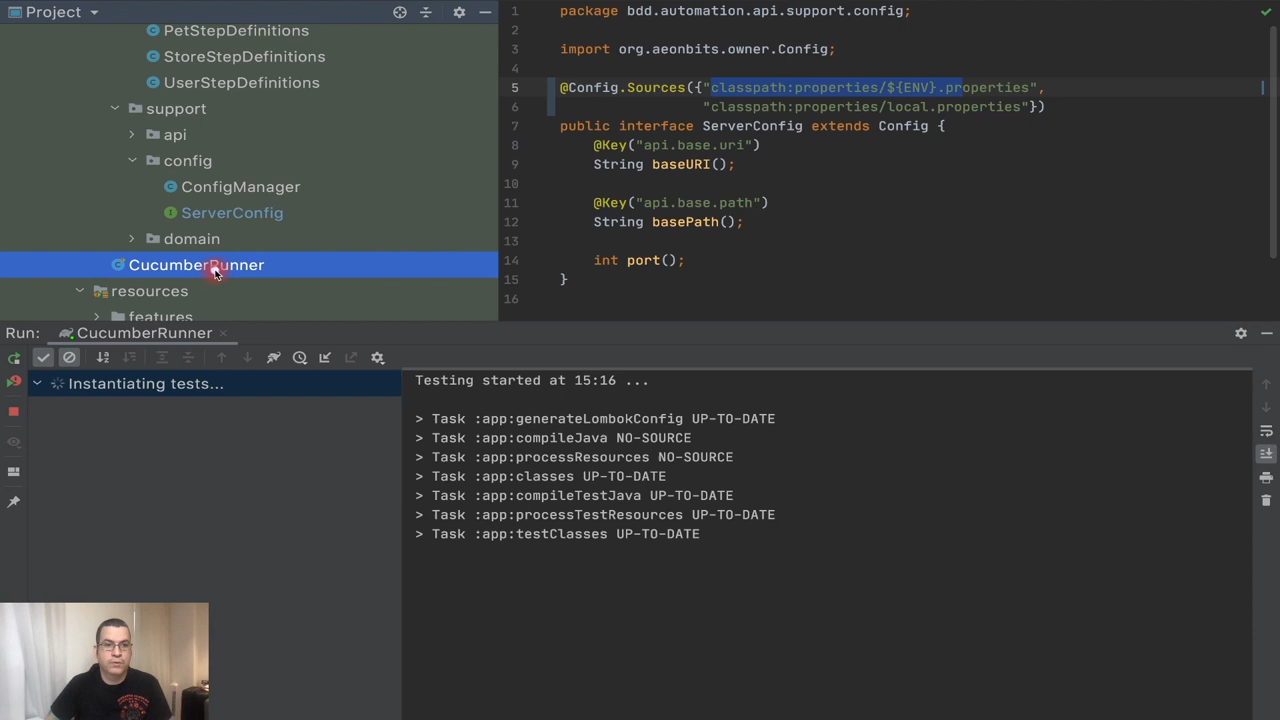 Project
PetStepDefinitions
StoreStepDefinitions
UserStepDefinitions
support
api
config
ConfigManager
ServerConfig
domain
CucumberRunner
resources
features
1 package bdd.automation.api.support.config;
2
3 import org.aeonbits.owner.Config;
4
5 @Config.Sources({"classpath:properties/${ENV}.properties",
6 "classpath:properties/local.properties"})
7 public interface ServerConfig extends Config {
8 @Key("api.base.uri")
9 String baseURI();
10
11 @Key("api.base.path")
12 String basePath();
13
14 int port();
15 }
16
Run: CucumberRunner
Instantiating tests...
Testing started at 15:16 ...
> Task :app:generateLombokConfig UP-TO-DATE
> Task :app:compileJava NO-SOURCE
> Task :app:processResources NO-SOURCE
> Task :app:classes UP-TO-DATE
> Task :app:compileTestJava UP-TO-DATE
> Task :app:processTestResources UP-TO-DATE
> Task :app:testClasses UP-TO-DATE